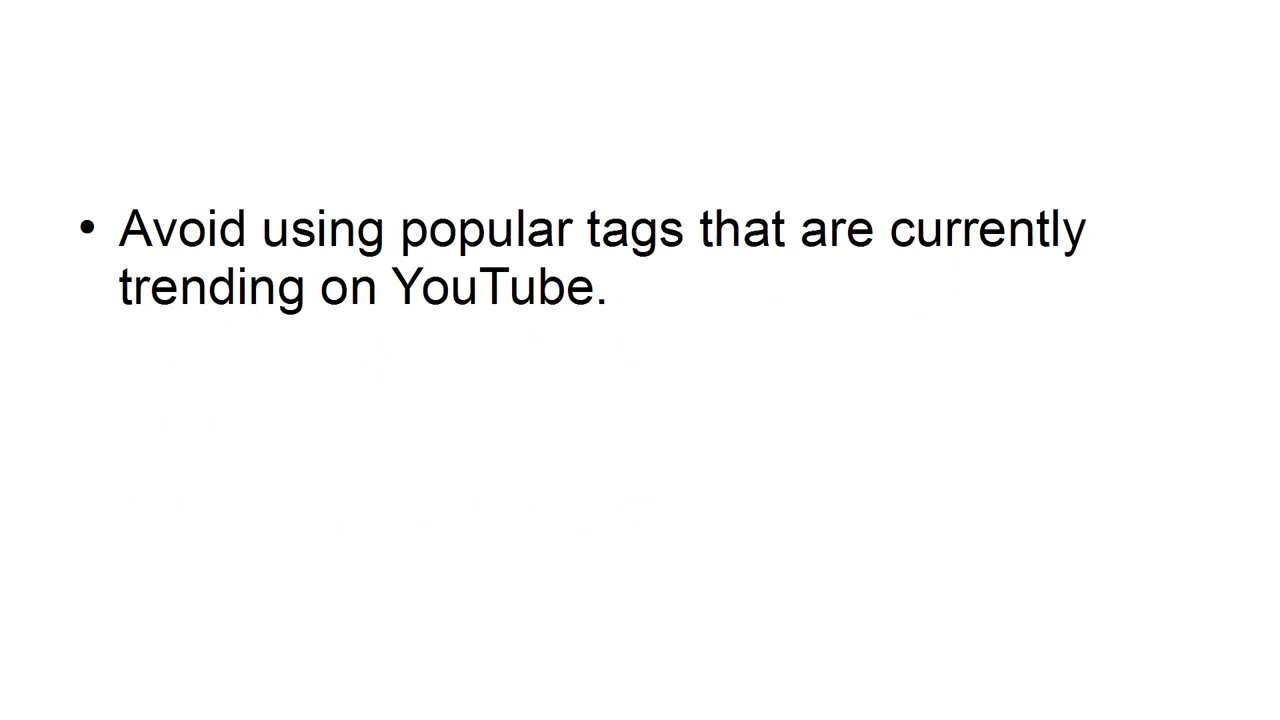 • Avoid using popular tags that are currently
trending on YouTube.